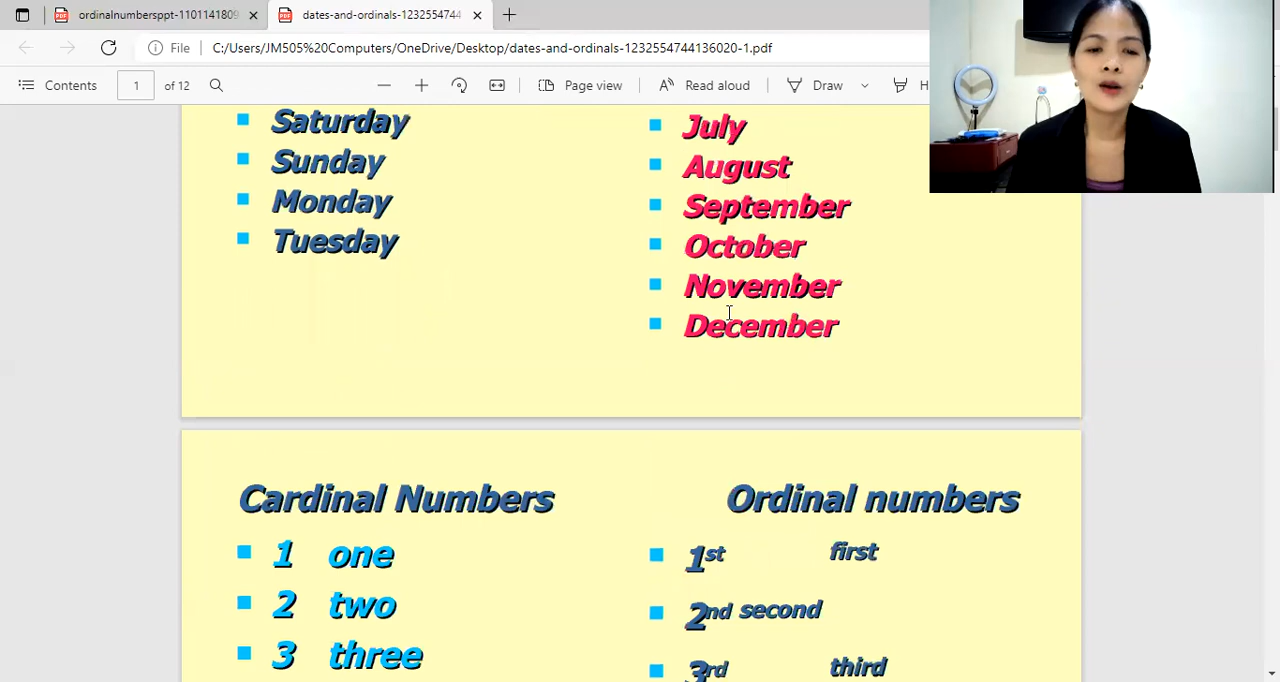 ordinalnumbersppt-1101141809
dates-and-ordinals-1232554744
File
C:/Users/JM505%20Computers/OneDrive/Desktop/dates-and-ordinals-1232554744136020-1.pdf
Contents
1
of 12
Page view
Read aloud
Draw
H
Saturday
Sunday
Monday
Tuesday
July
August
September
October
November
December
Cardinal Numbers
1 one
2 two
3 three
Ordinal numbers
1st first
2nd second
3rd third